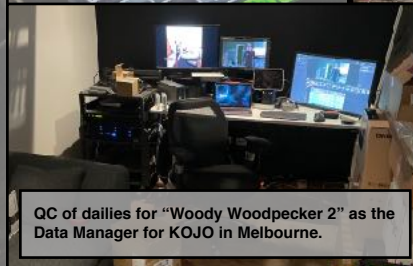 QC of dailies for “Woody Woodpecker 2” as the
Data Manager for KOJO in Melbourne.